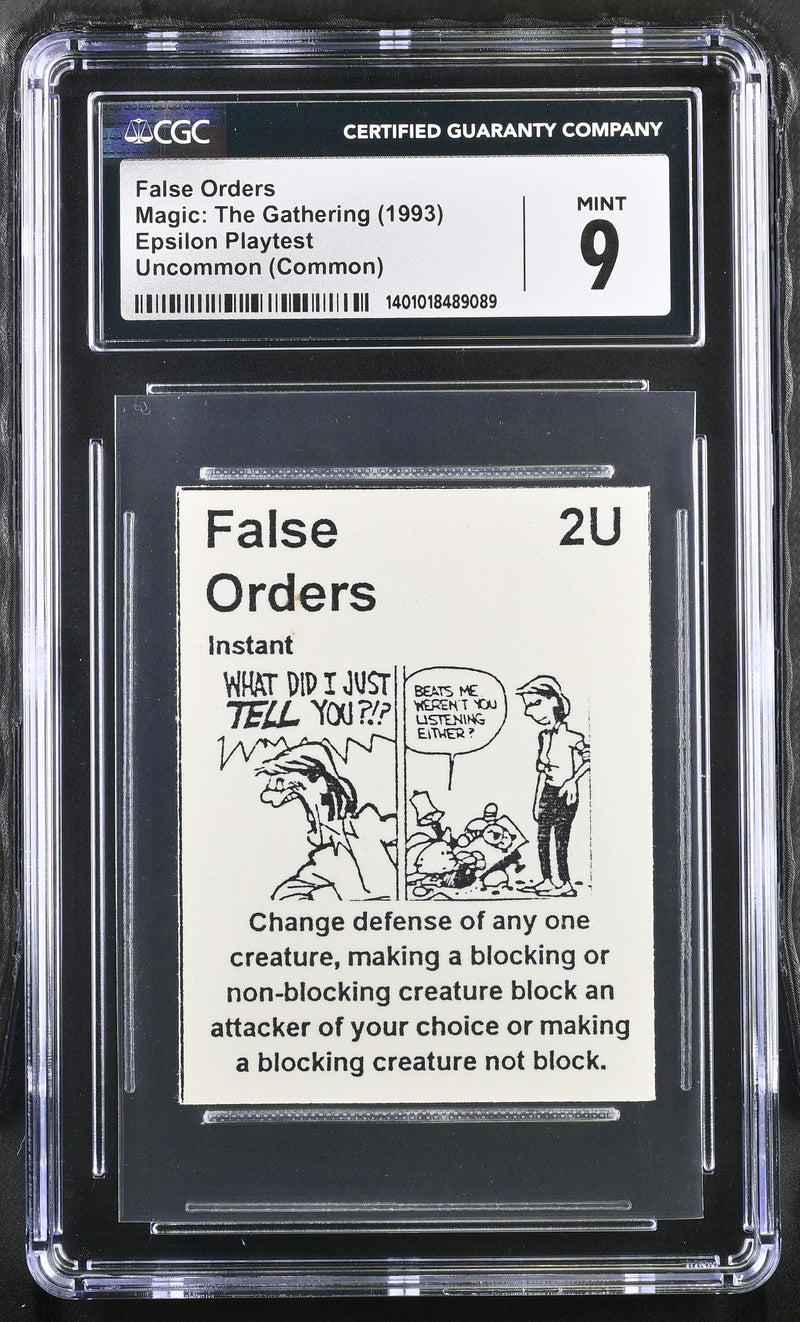 CGC
CERTIFIED GUARANTY COMPANY
False Orders
Magic: The Gathering (1993)
Epsilon Playtest
Uncommon (Common)
1401018489089
MINT
9
False
Orders
2U
Instant
WHAT DID I JUST
TELL YOU?!?
BEATS ME.
WEREN'T YOU
LISTENING
EITHER?
Change defense of any one
creature, making a blocking or
non-blocking creature block an
attacker of your choice or making
a blocking creature not block.